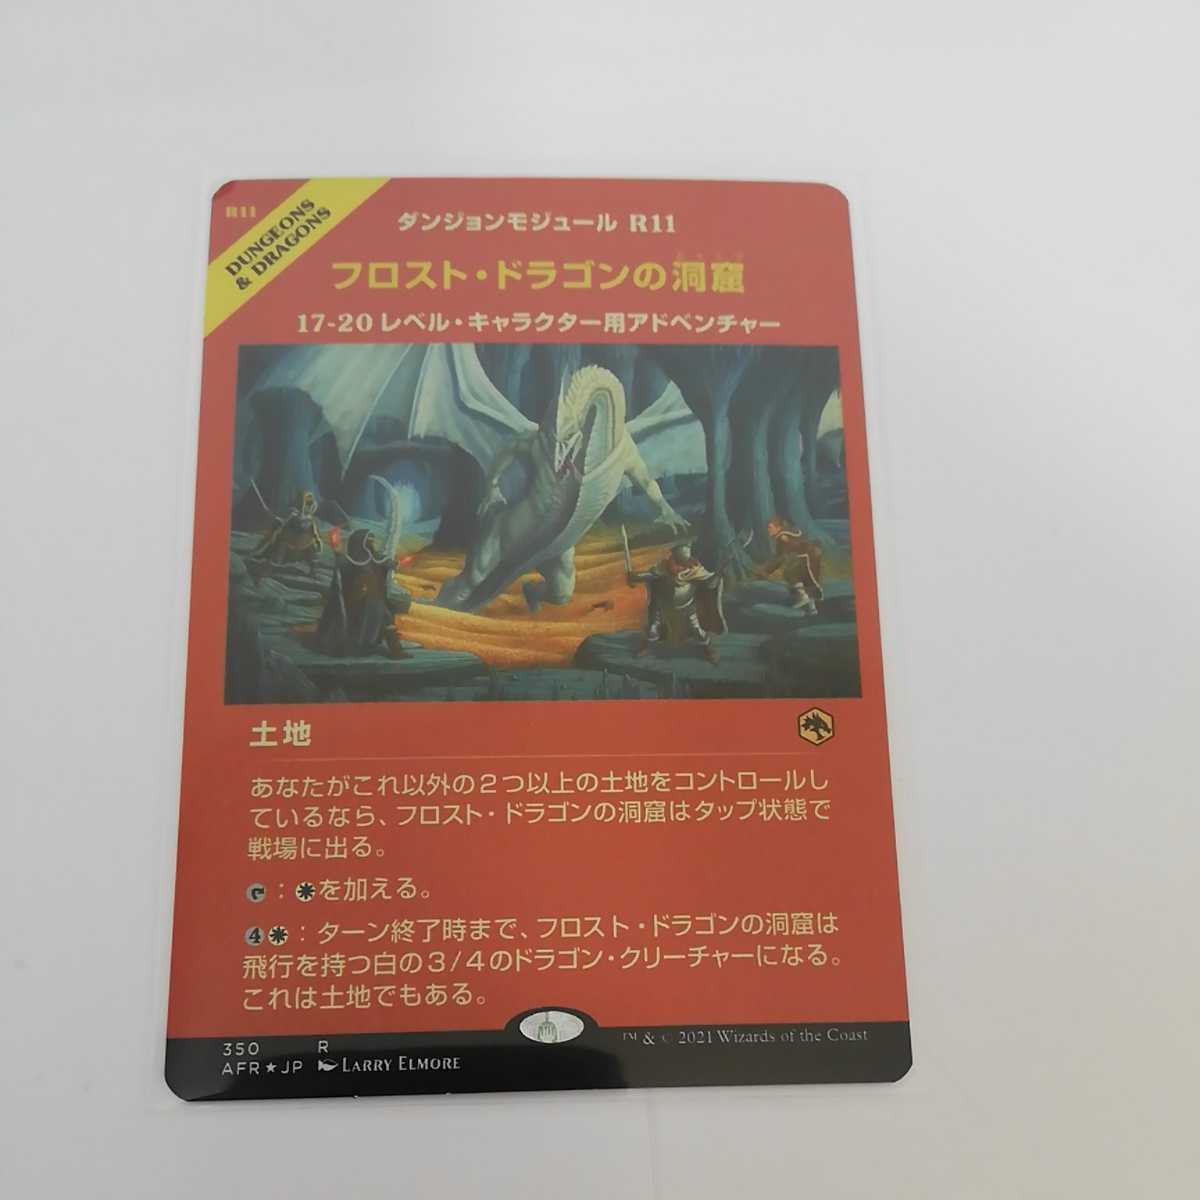 R11
DUNGEONS
& DRAGONS
ダンジョンモジュール R11
フロスト・ドラゴンの洞窟
17-20 レベル・キャラクター用アドベンチャー
土地
あなたがこれ以外の2つ以上の土地をコントロールし
ているなら、フロスト・ドラゴンの洞窟はタップ状態で
戦場に出る。
:を加える。
4:ターン終了時まで、フロスト・ドラゴンの洞窟は
飛行を持つ白の3/4のドラゴン・クリーチャーになる。
これは土地でもある。
350 R
AFR★JP LARRY ELMORE
™ & © 2021 Wizards of the Coast